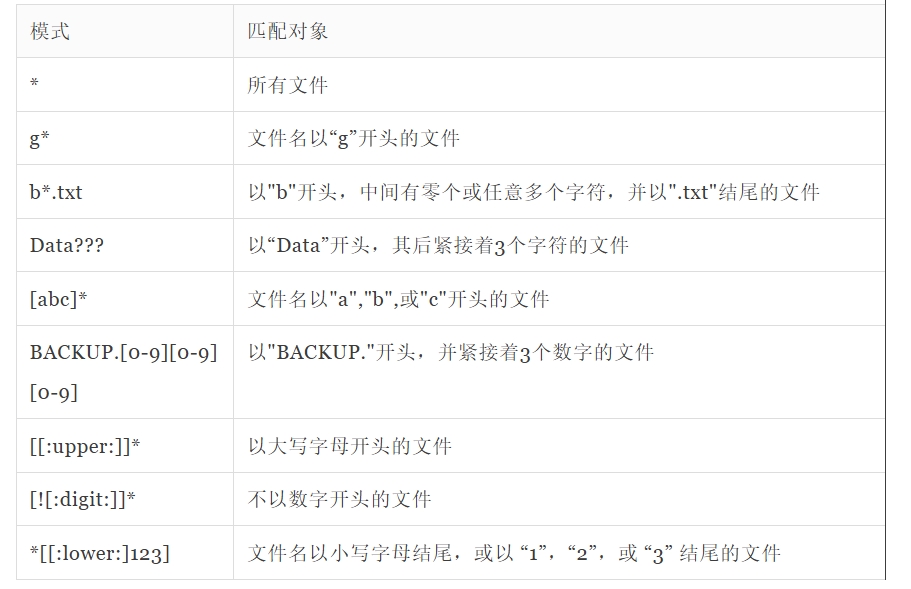 模式 匹配对象
* 所有文件
g* 文件名以“g”开头的文件
b*.txt 以"b"开头，中间有零个或任意多个字符，并以".txt"结尾的文件
Data??? 以“Data”开头，其后紧接着3个字符的文件
[abc]* 文件名以"a","b",或"c"开头的文件
BACKUP.[0-9][0-9] 以"BACKUP."开头，并紧接着3个数字的文件
[0-9]
[[:upper:]]* 以大写字母开头的文件
[![:digit:]]* 不以数字开头的文件
*[[:lower:]123] 文件名以小写字母结尾，或以 “1”，“2”，或 “3” 结尾的文件